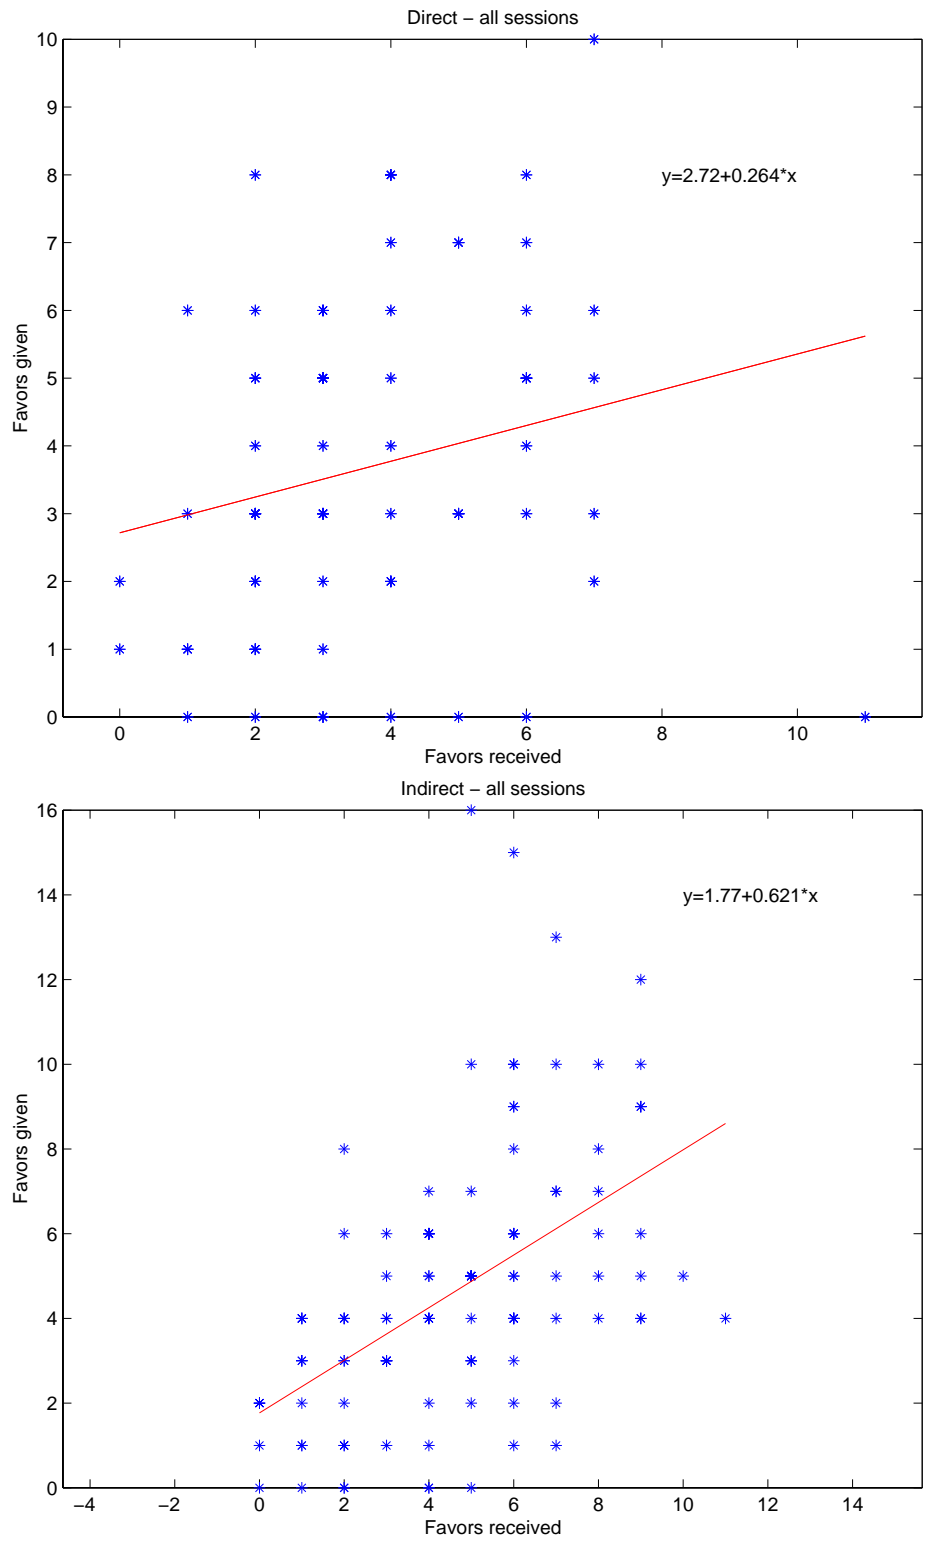 Direct − all sessions
10
9
8
y=2.72+0.264*x
7
6
5
4
3
2
1
0
Favors given
0 2 4 6 8 10
Favors received
Indirect − all sessions
16
14
y=1.77+0.621*x
12
10
8
6
4
2
0
Favors given
−4 −2 0 2 4 6 8 10 12 14
Favors received